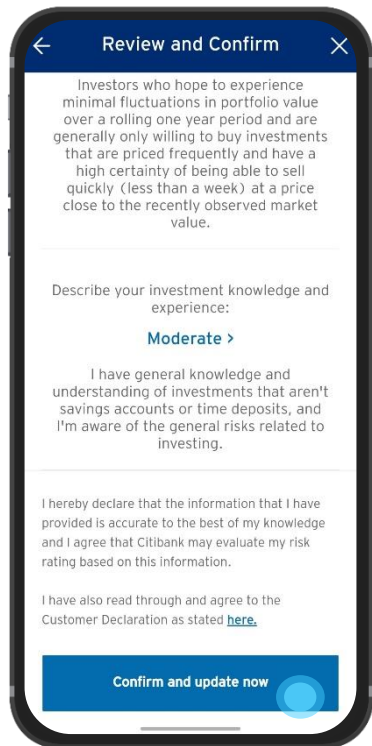 Review and Confirm
Investors who hope to experience
minimal fluctuations in portfolio value
over a rolling one year period and are
generally only willing to buy investments
that are priced frequently and have a
high certainty of being able to sell
quickly (less than a week) at a price
close to the recently observed market
value.
Describe your investment knowledge and
experience:
Moderate >
I have general knowledge and
understanding of investments that aren't
savings accounts or time deposits, and
I'm aware of the general risks related to
investing.
I hereby declare that the information that I have
provided is accurate to the best of my knowledge
and I agree that Citibank may evaluate my risk
rating based on this information.
I have also read through and agree to the
Customer Declaration as stated here.
Confirm and update now